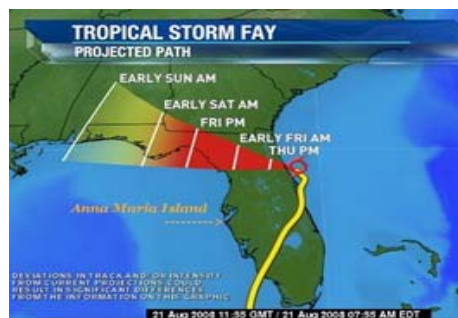 TROPICAL STORM FAY
PROJECTED PATH
EARLY SUN AM
EARLY SAT AM
FRI PM
EARLY FRI AM
THU PM
Anna Maria Island
DEVIATIONS IN TRACK AND/OR INTENSITY
FROM CURRENT PROJECTIONS COULD
RESULT IN SIGNIFICANT DIFFERENCES
FROM THE INFORMATION ON THIS GRAPHIC
21 Aug 2008 11:55 GMT / 21 Aug 2008 07:55 AM EDT